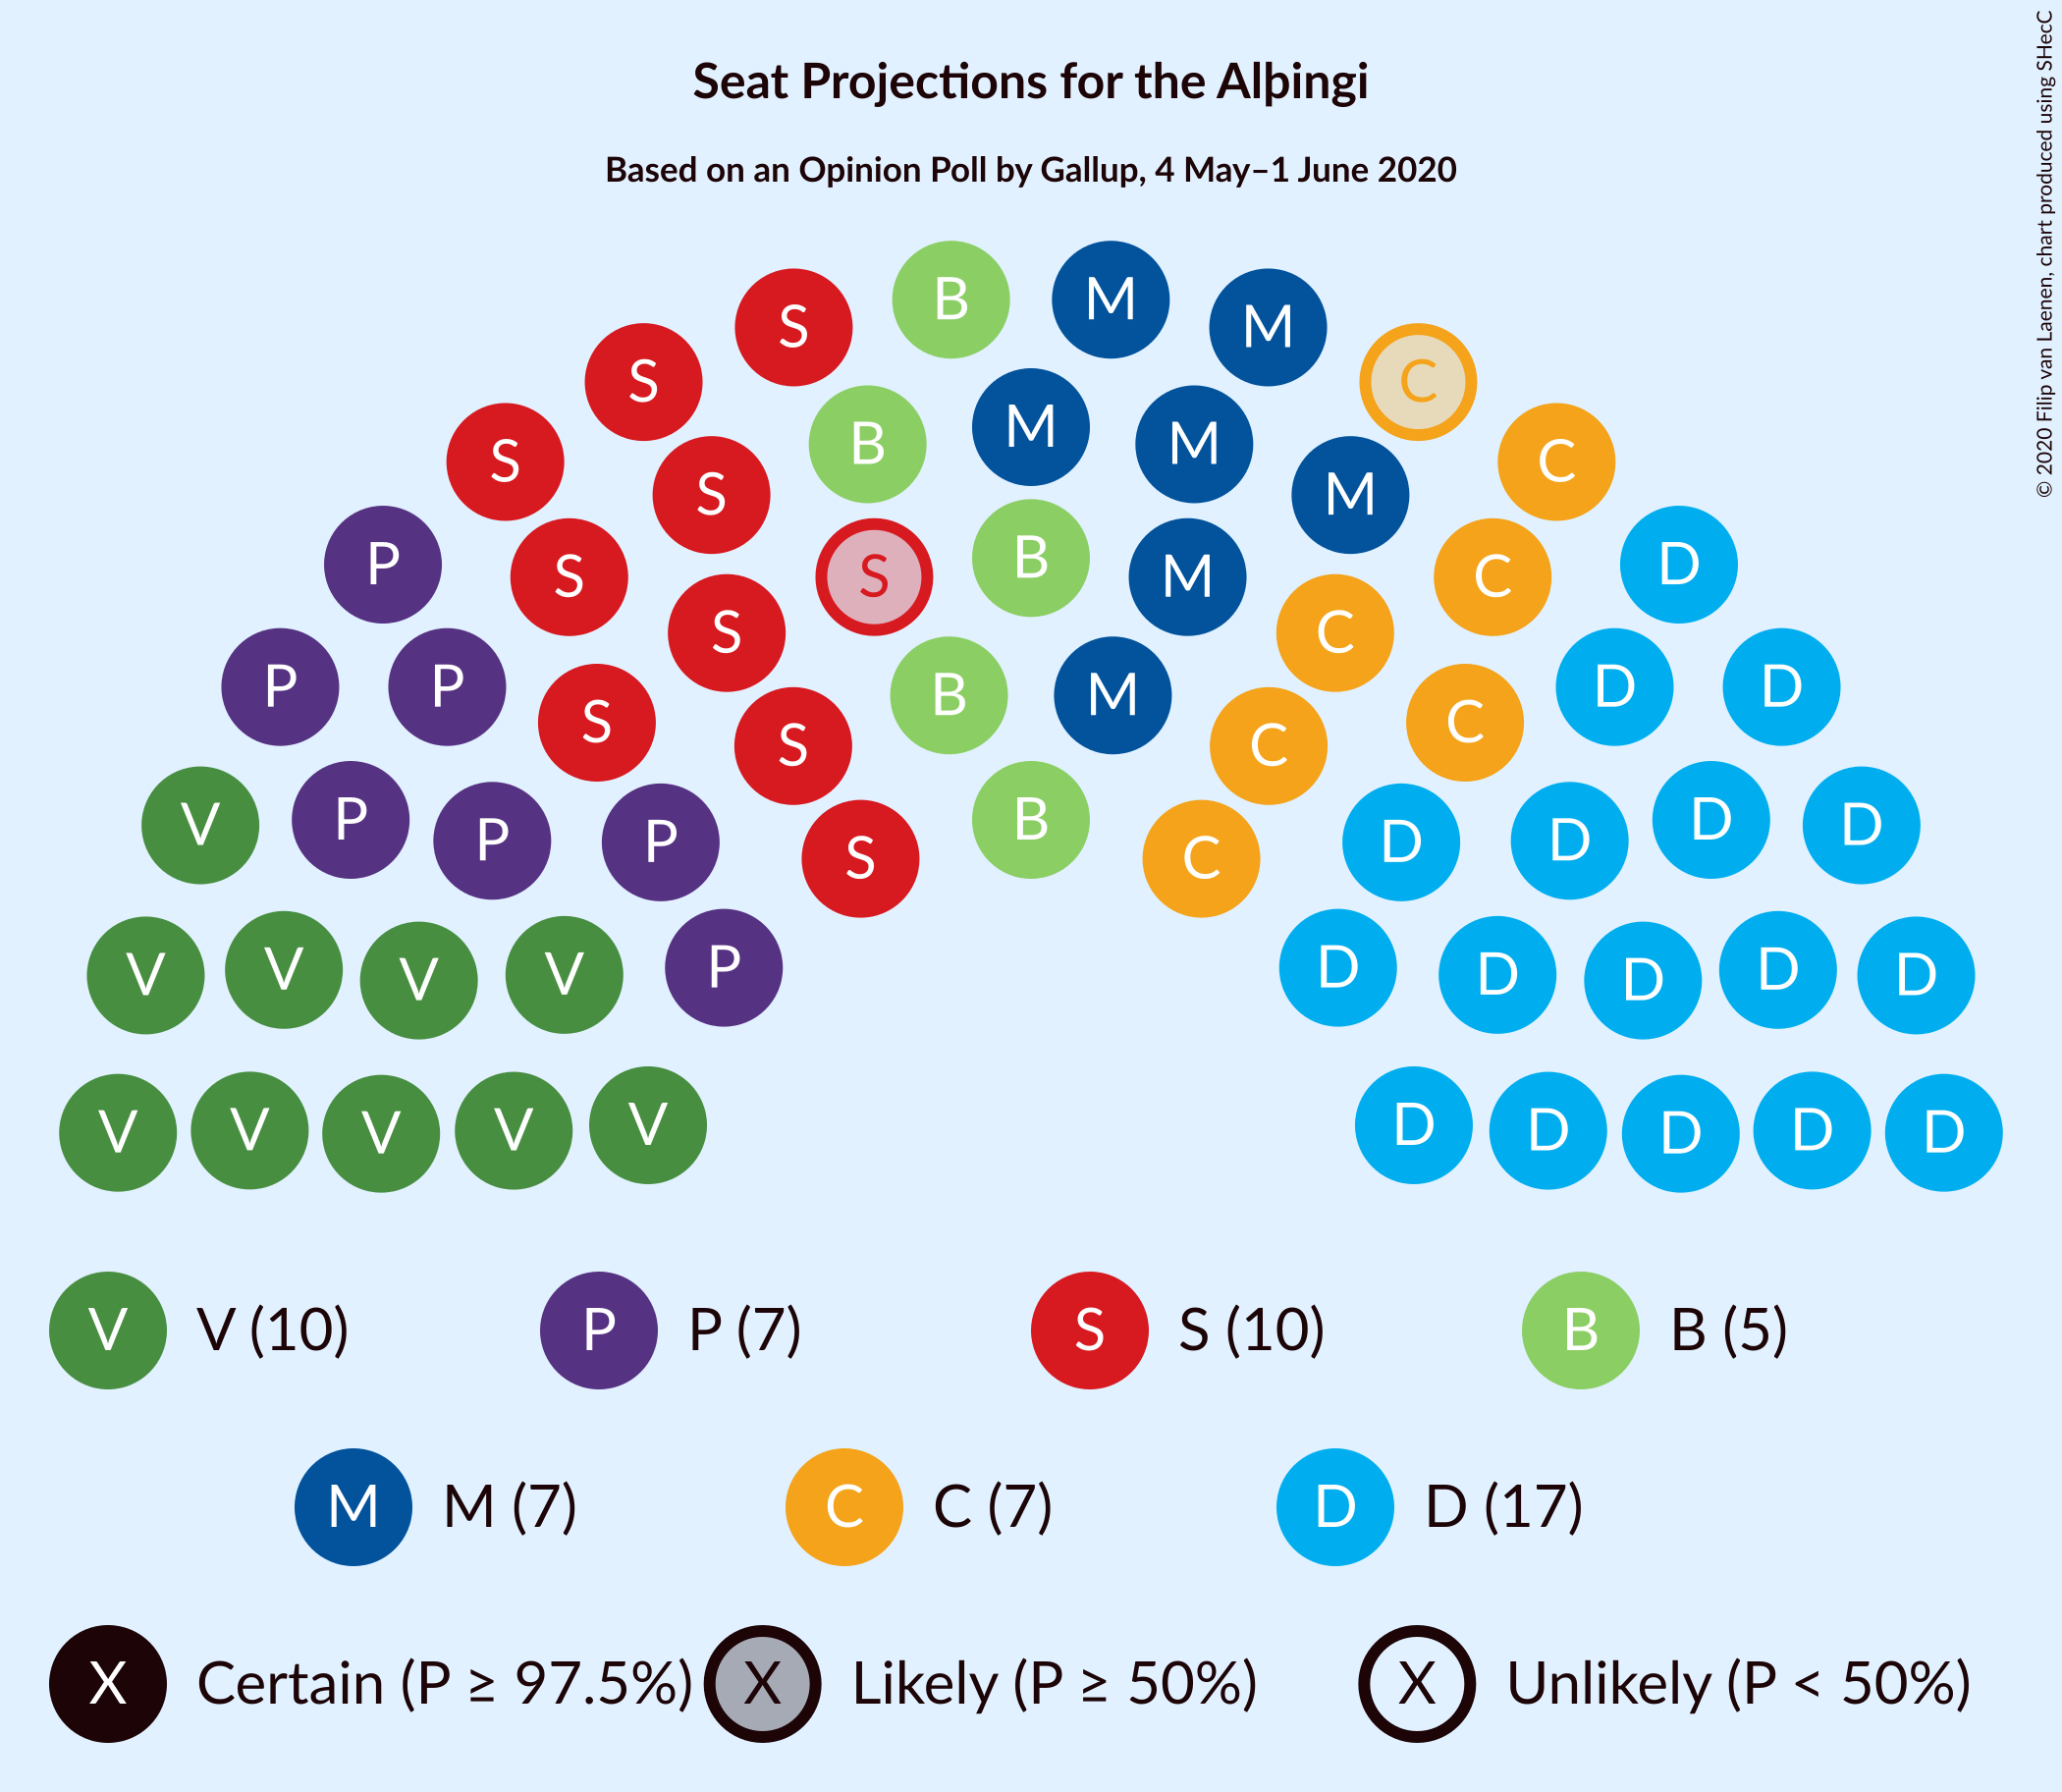 © 2020 Filip van Laenen, chart produced using SHecC
Seat Projections for the Alþingi
Based on an Opinion Poll by Gallup, 4 May–1 June 2020
S B M M
S C
S B M M C
S M
P S S B M C D
S C
P P S B M C D D
S C
V P P P S B C D D D D
V V V V P D D D D D
V V V V V D D D D D
V V (10) P P (7) S S (10) B B (5)
M M (7) C C (7) D D (17)
X Certain (P ≥ 97.5%) X Likely (P ≥ 50%) X Unlikely (P < 50%)